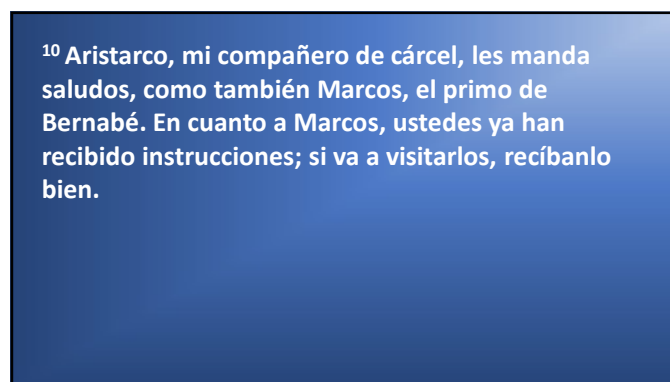 10 Aristarco, mi compañero de cárcel, les manda
saludos, como también Marcos, el primo de
Bernabé. En cuanto a Marcos, ustedes ya han
recibido instrucciones; si va a visitarlos, recíbanlo
bien.